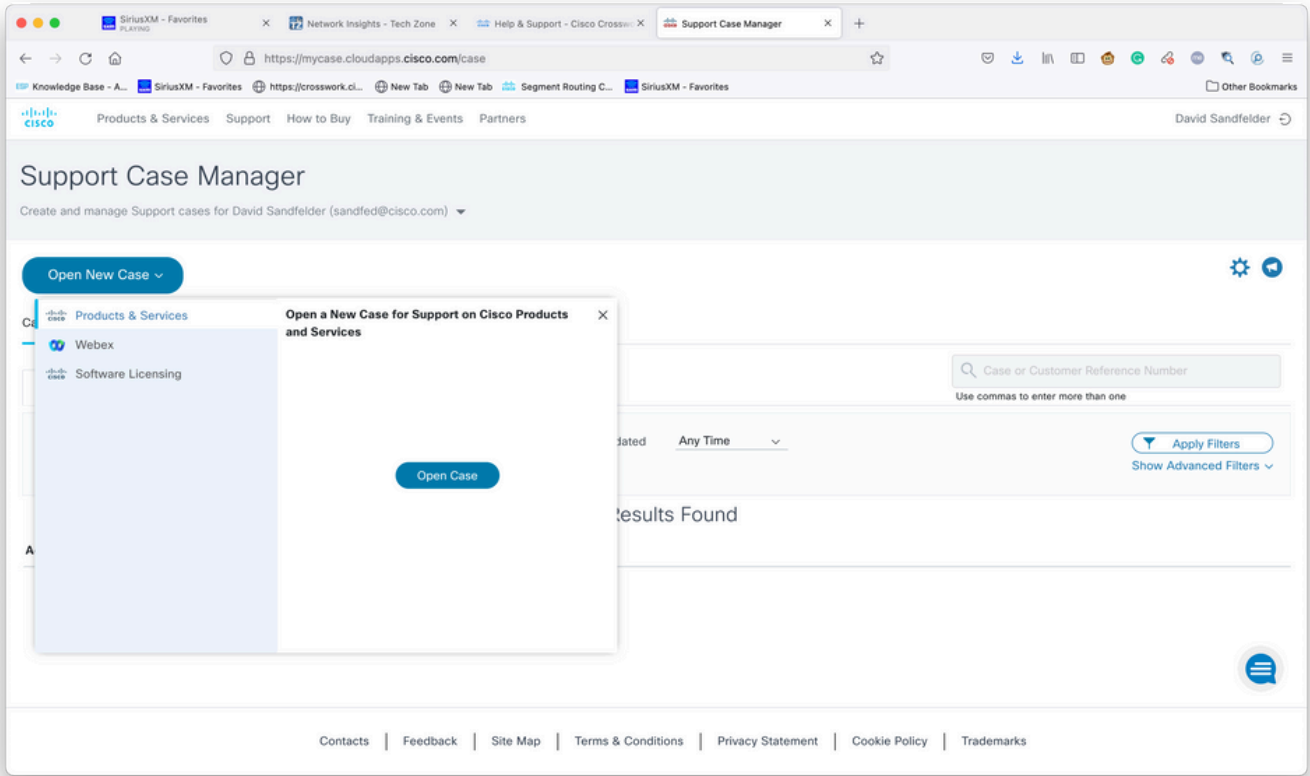 SiriusXM - Favorites
PLAYING
Network Insights - Tech Zone
Help & Support - Cisco Crosswo
Support Case Manager
https://mycase.cloudapps.cisco.com/case
Knowledge Base - A...
SiriusXM - Favorites
https://crosswork.ci...
New Tab
New Tab
Segment Routing C...
SiriusXM - Favorites
Other Bookmarks
CISCO
Products & Services
Support
How to Buy
Training & Events
Partners
David Sandfelder
Support Case Manager
Create and manage Support cases for David Sandfelder (sandfed@cisco.com)
Open New Case
Products & Services
Webex
Software Licensing
Open a New Case for Support on Cisco Products
and Services
Open Case
Ca
Case or Customer Reference Number
Use commas to enter more than one
dated
Any Time
Apply Filters
Show Advanced Filters
Results Found
A
Contacts | Feedback | Site Map | Terms & Conditions | Privacy Statement | Cookie Policy | Trademarks